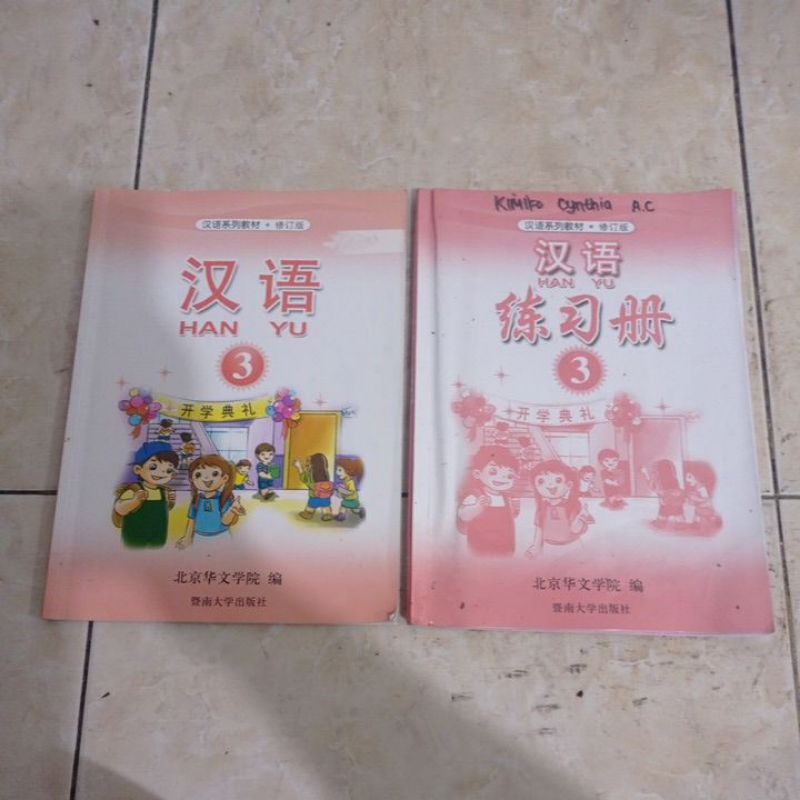 汉语系列教材·修订版
汉语
HAN YU
3
开学典礼
北京华文学院 编
暨南大学出版社
Kimiko Cynthia A.C
汉语系列教材·修订版
汉语
HAN YU
练习册
3
开学典礼
北京华文学院 编
暨南大学出版社